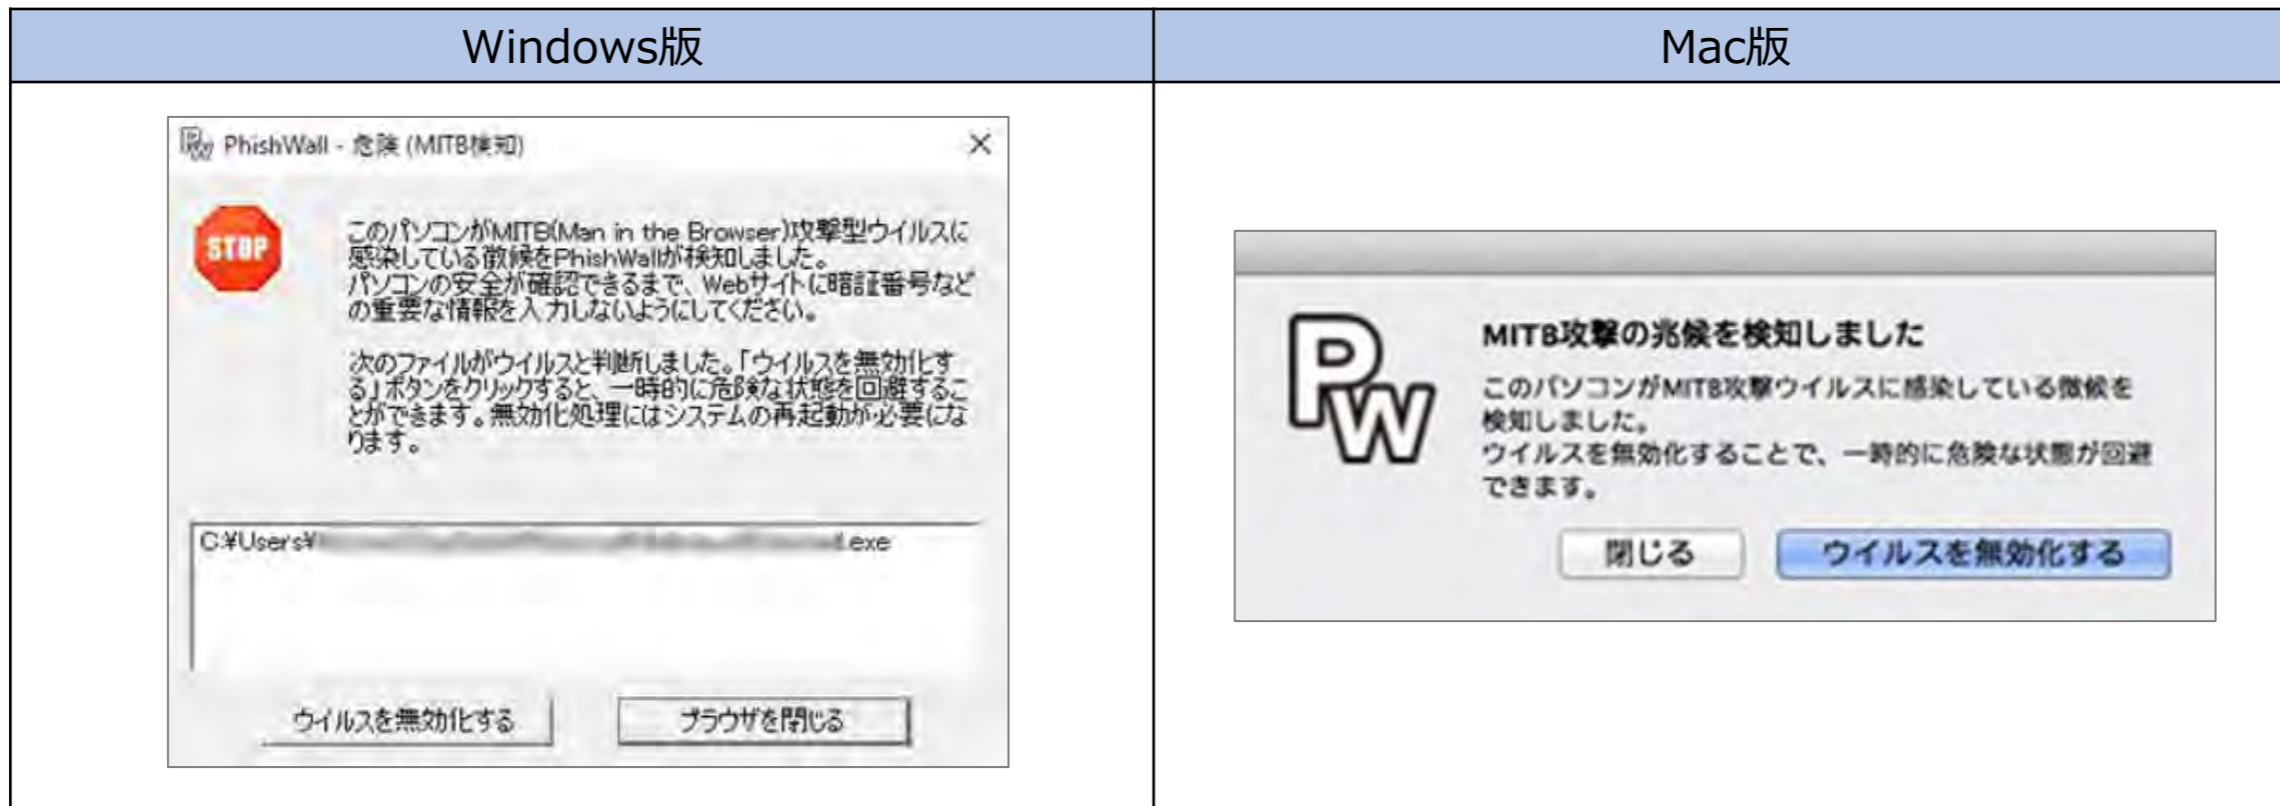 Windows版
Mac版
PhishWall - 危険 (MITB検知)
STOP
このパソコンがMITB(Man in the Browser)攻撃型ウイルスに
感染している徴候をPhishWallが検知しました。
パソコンの安全が確認できるまで、Webサイトに暗証番号など
の重要な情報を入力しないようにしてください。
次のファイルがウイルスと判断しました。「ウイルスを無効化す
る」ボタンをクリックすると、一時的に危険な状態を回避するこ
とができます。無効化処理にはシステムの再起動が必要にな
ります。
C:¥Users¥
.exe
ウイルスを無効化する
ブラウザを閉じる
PW
MITB攻撃の兆候を検知しました
このパソコンがMITB攻撃ウイルスに感染している徴候を
検知しました。
ウイルスを無効化することで、一時的に危険な状態が回避
できます。
閉じる
ウイルスを無効化する